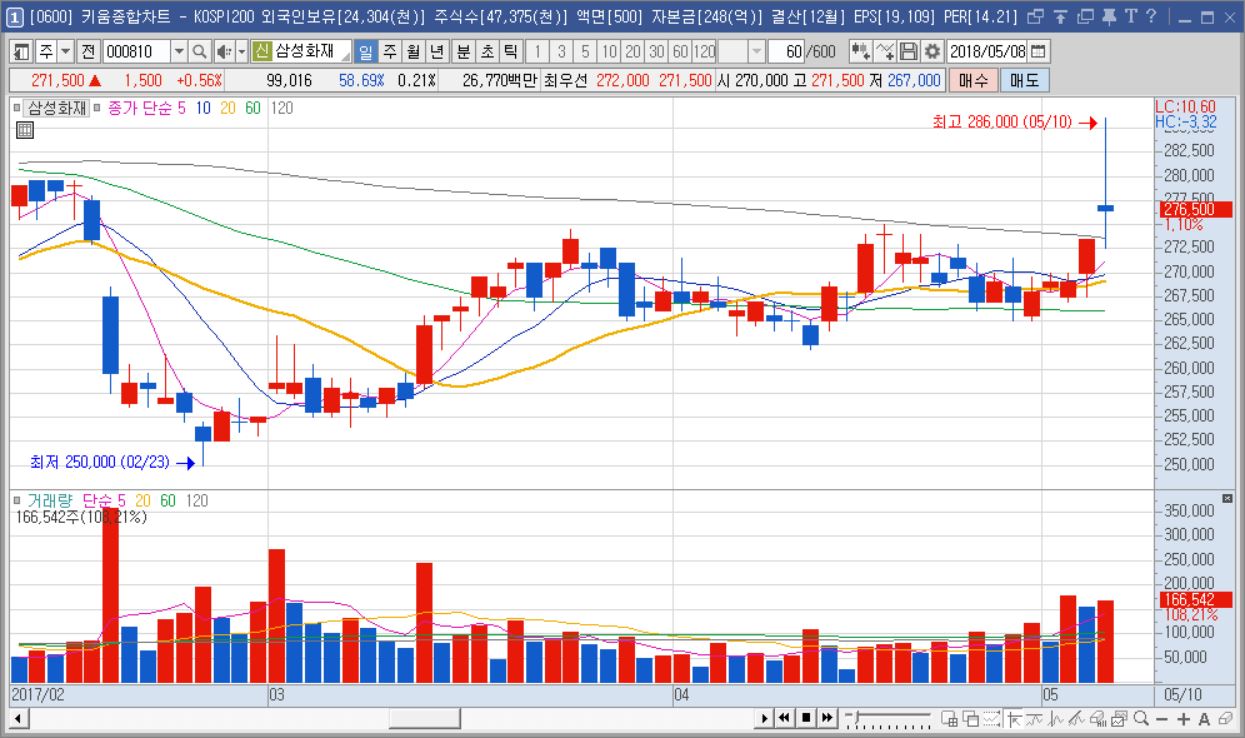 1 [0600] 키움종합차트 - KOSPI200 외국인보유[24,304(천)] 주식수[47,375(천)] 액면[500] 자본금[248(억)] 결산[12월] EPS[19,109] PER[14.21] T ?
주 전 000810 신 삼성화재 일 주 월 년 분 초 틱 1 3 5 10 20 30 60 120 60 /600 2018/05/08
271,500 ▲ 1,500 +0.56% 99,016 58.69% 0.21% 26,770백만 최우선 272,000 271,500 시 270,000 고 271,500 저 267,000 매수 매도
삼성화재 종가 단순 5 10 20 60 120
LC:10.60
HC:-3.32
최고 286,000 (05/10)
282,500
280,000
277,500
276,500
1.10%
272,500
270,000
267,500
265,000
262,500
260,000
257,500
255,000
252,500
250,000
최저 250,000 (02/23)
거래량 단순 5 20 60 120
166,542주(108.21%)
350,000
300,000
250,000
200,000
166,542
108.21%
100,000
50,000
2017/02 03 04 05 05/10
A